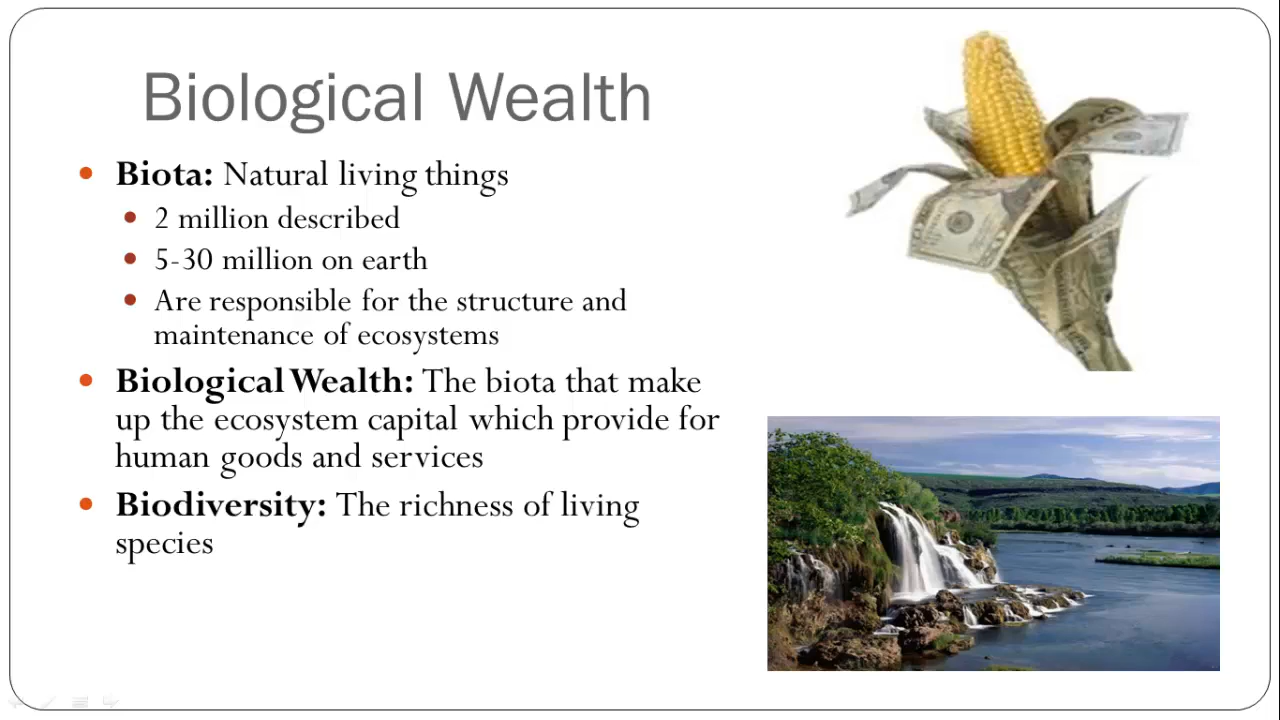 Biological Wealth
• Biota: Natural living things
• 2 million described
• 5-30 million on earth
• Are responsible for the structure and
maintenance of ecosystems
• Biological Wealth: The biota that make
up the ecosystem capital which provide for
human goods and services
• Biodiversity: The richness of living
species